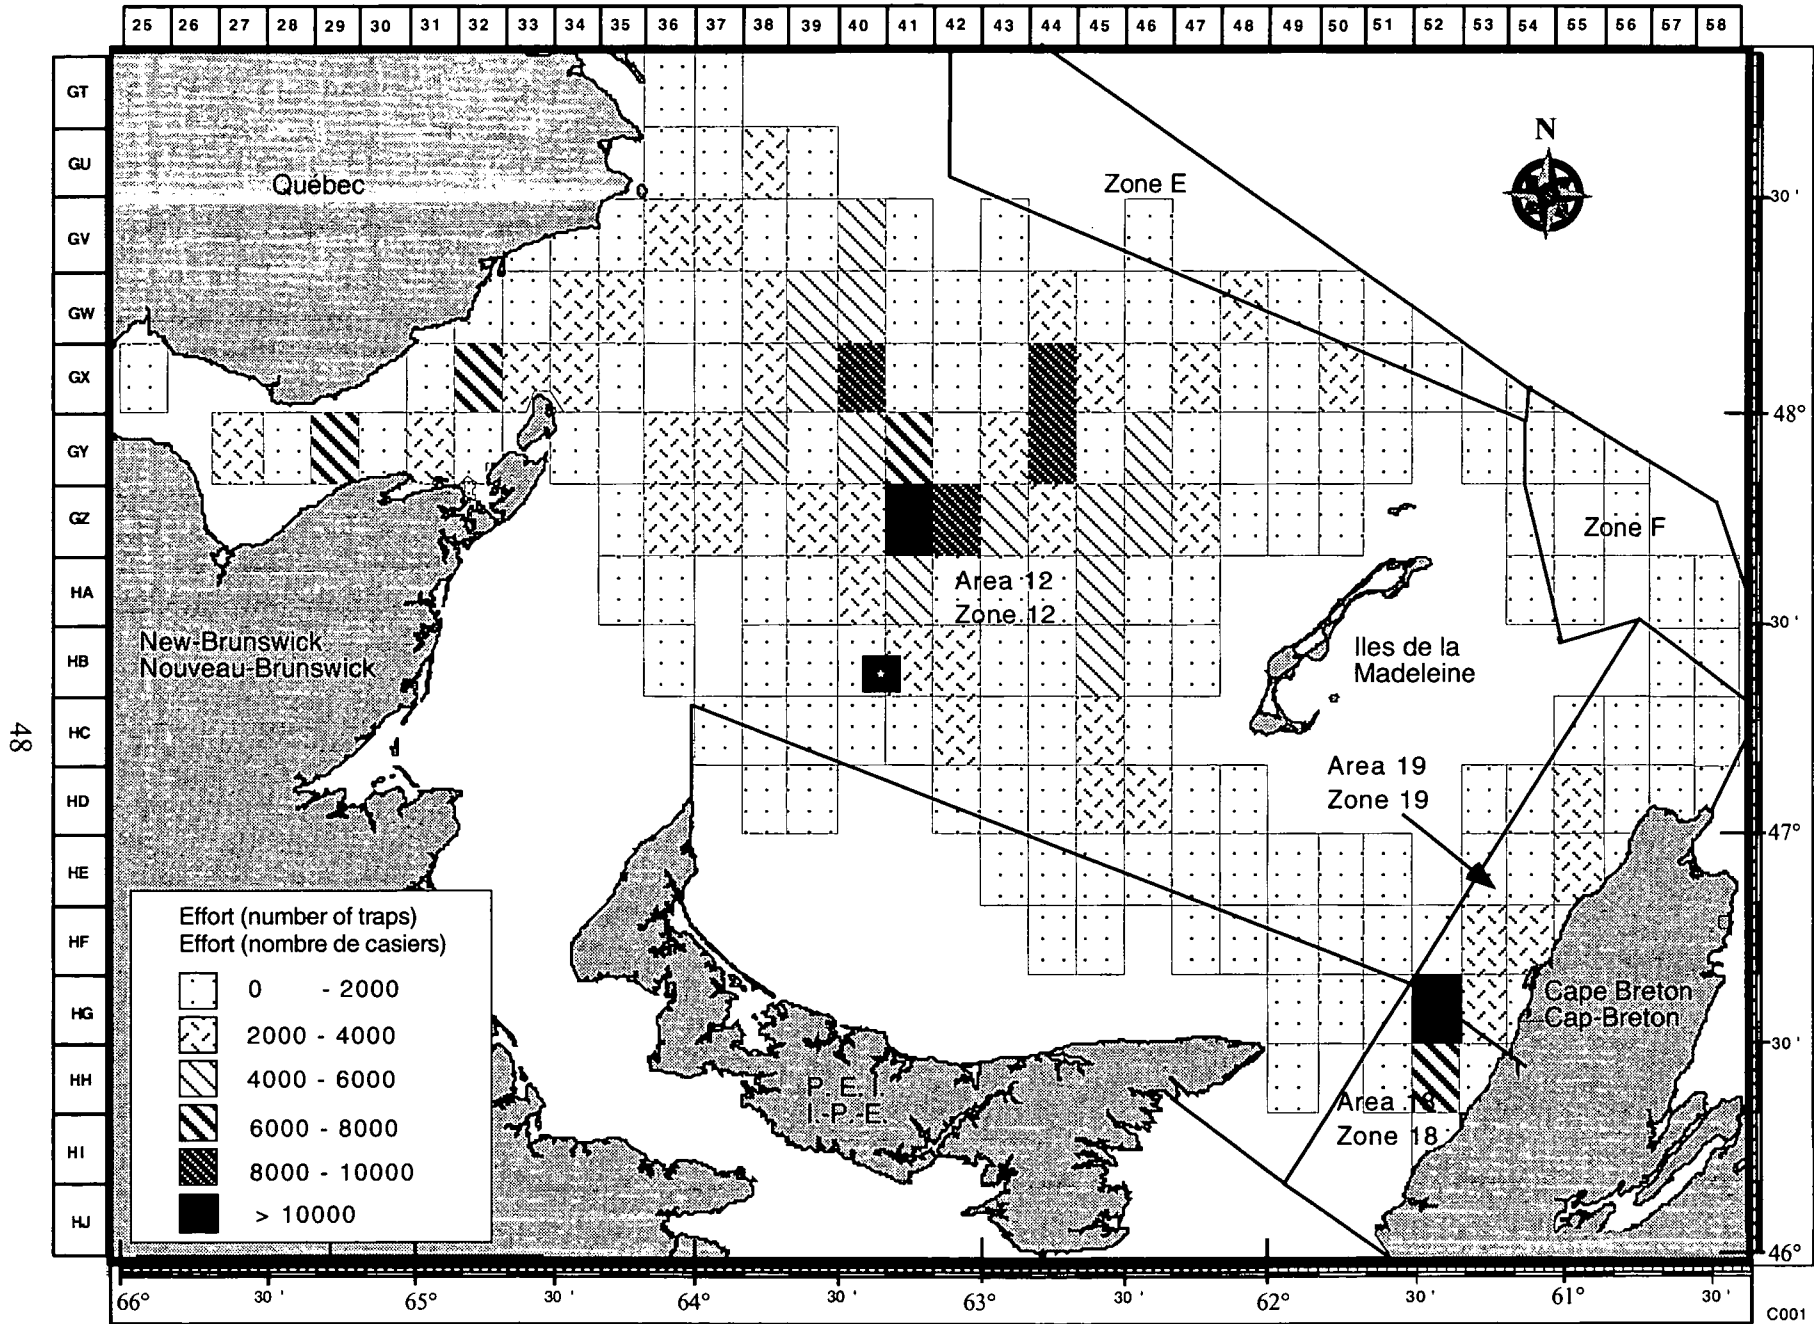 25 26 27 28 29 30 31 32 33 34 35 36 37 38 39 40 41 42 43 44 45 46 47 48 49 50 51 52 53 54 55 56 57 58
GT
GU
GV
GW
GX
GY
GZ
HA
HB
HC
HD
HE
HF
HG
HH
HI
HJ
N
Québec
Zone E
30 '
48°
Zone F
Area 12
Zone 12
30 '
New-Brunswick
Nouveau-Brunswick
Iles de la
Madeleine
48
Area 19
Zone 19
47°
Effort (number of traps)
Effort (nombre de casiers)
0 - 2000
2000 - 4000
4000 - 6000
6000 - 8000
8000 - 10000
> 10000
Cape Breton
Cap-Breton
30 '
P.E.I.
I.-P.-E.
Area 18
Zone 18
46°
66° 30 ' 65° 30 ' 64° 30 ' 63° 30 ' 62° 30 ' 61° 30 '
C001